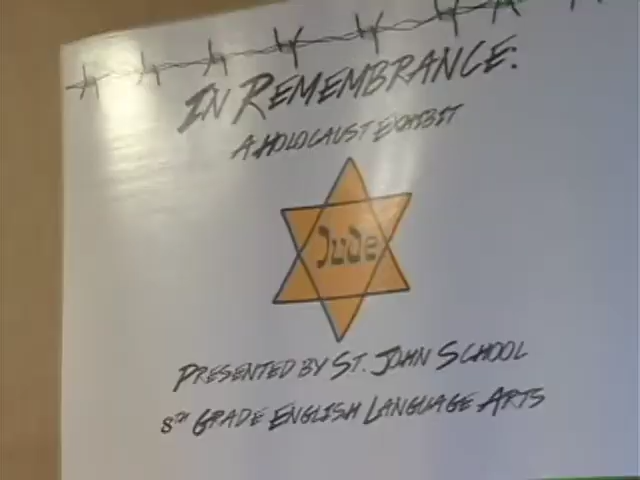 IN REMEMBRANCE:
A HOLOCAUST EXHIBIT
Jude
PRESENTED BY ST. JOHN SCHOOL
8TH GRADE ENGLISH LANGUAGE ARTS